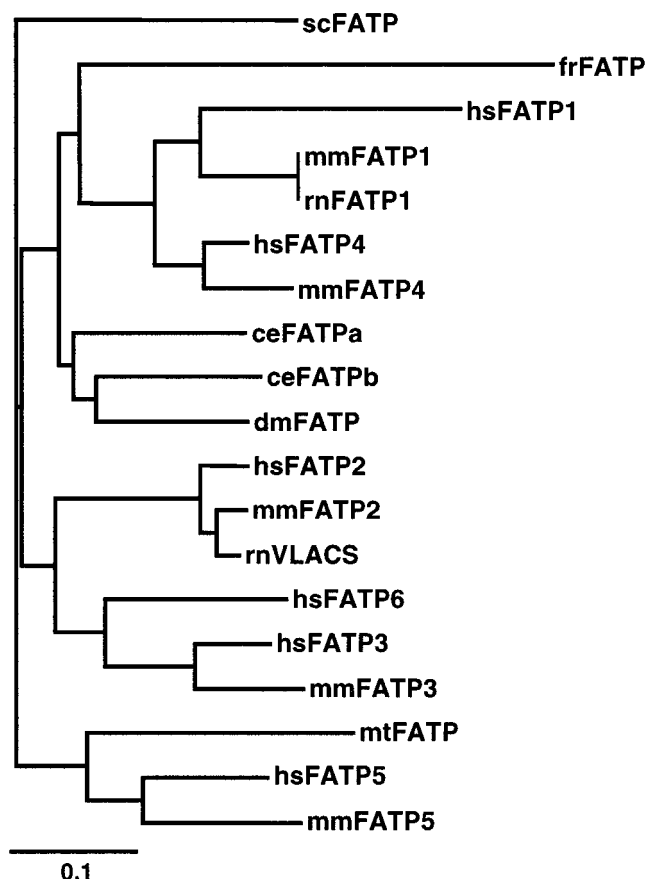 scFATP
frFATP
hsFATP1
mmFATP1
rnFATP1
hsFATP4
mmFATP4
ceFATPa
ceFATPb
dmFATP
hsFATP2
mmFATP2
rnVLACS
hsFATP6
hsFATP3
mmFATP3
mtFATP
hsFATP5
mmFATP5
0.1